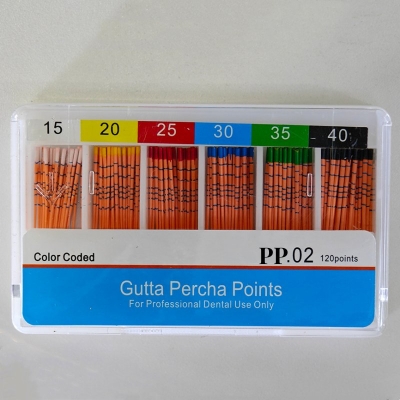 15 20 25 30 35 40
Color Coded PP.02 120points
Gutta Percha Points
For Professional Dental Use Only